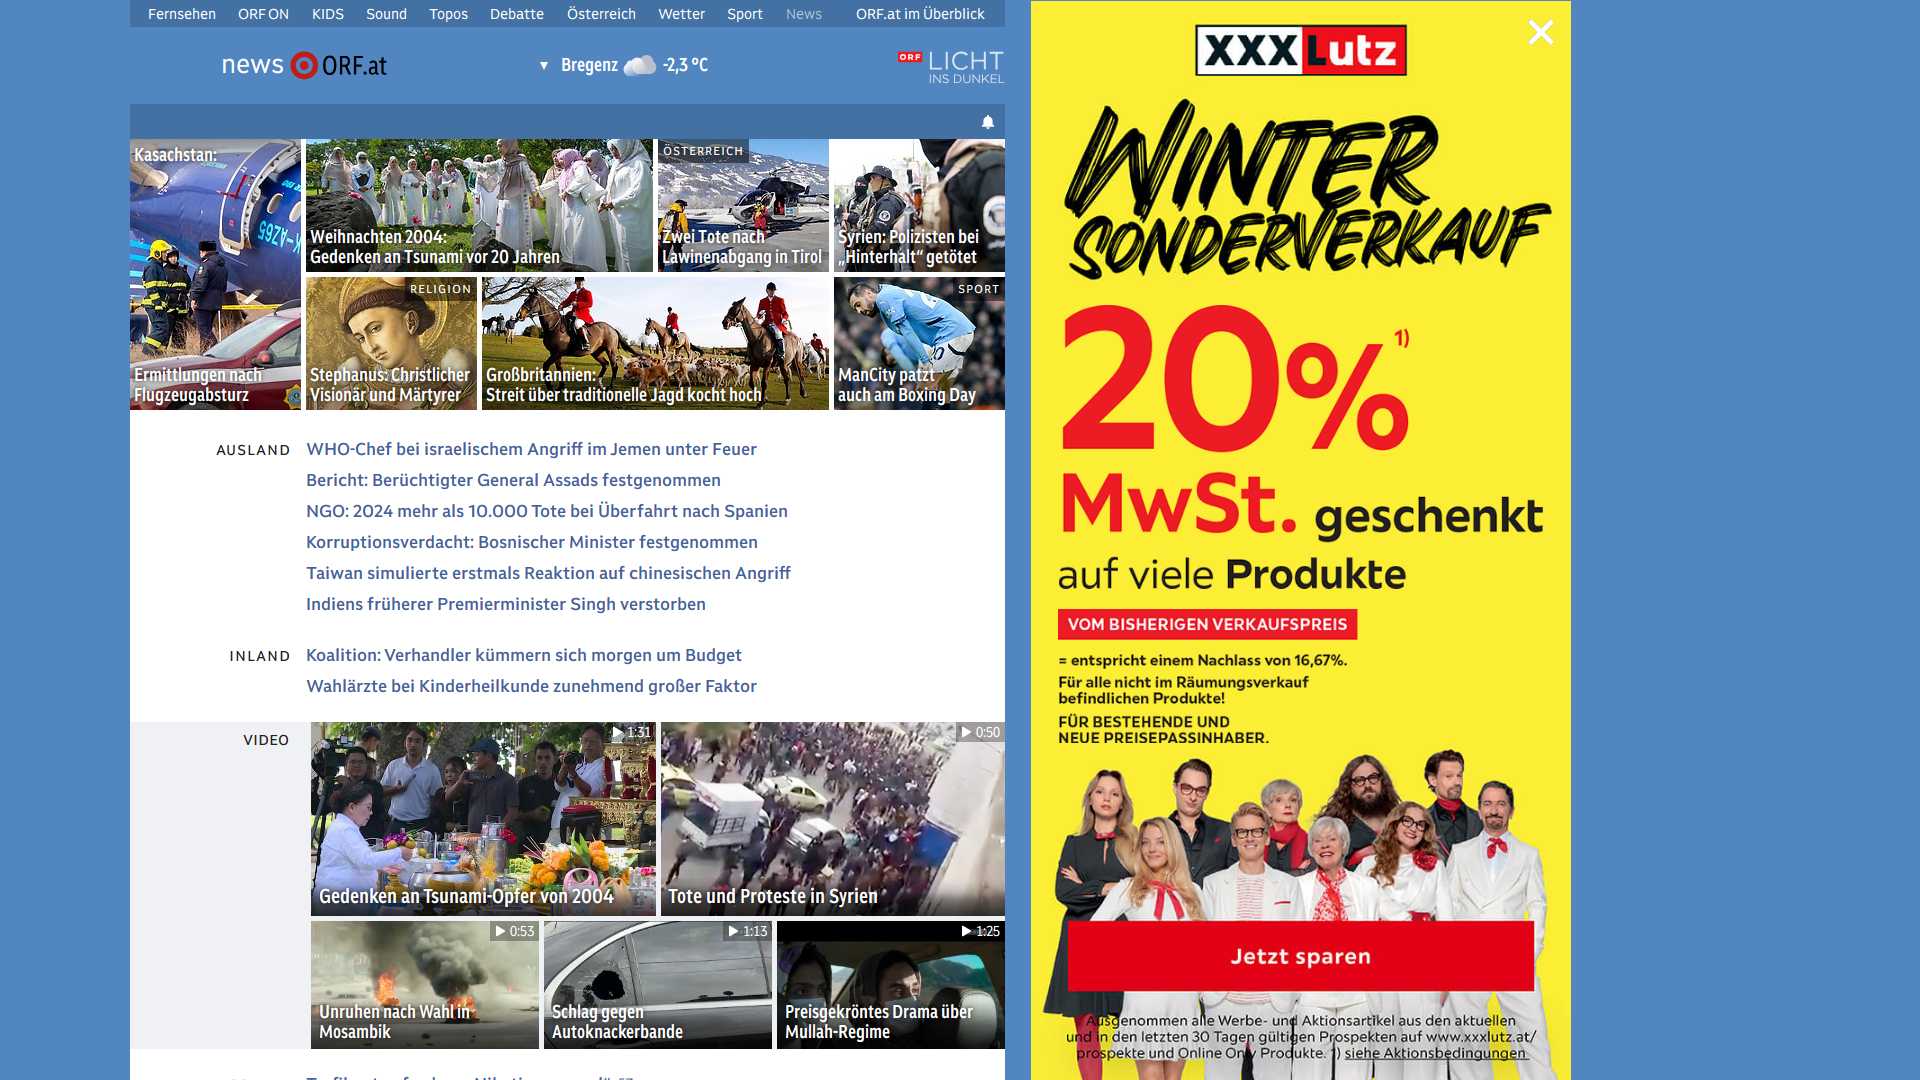 Fernsehen ORF ON KIDS Sound Topos Debatte Österreich Wetter Sport News ORF.at im Überblick
news ORF.at
▼ Bregenz -2,3 °C
ORF LICHT
INS DUNKEL
Kasachstan:
Ermittlungen nach
Flugzeugabsturz
Weihnachten 2004:
Gedenken an Tsunami vor 20 Jahren
ÖSTERREICH
Zwei Tote nach
Lawinenabgang in Tirol
Syrien: Polizisten bei
„Hinterhalt“ getötet
RELIGION
Stephanus: Christlicher
Visionär und Märtyrer
Großbritannien:
Streit über traditionelle Jagd kocht hoch
SPORT
ManCity patzt
auch am Boxing Day
AUSLAND
WHO-Chef bei israelischem Angriff im Jemen unter Feuer
Bericht: Berüchtigter General Assads festgenommen
NGO: 2024 mehr als 10.000 Tote bei Überfahrt nach Spanien
Korruptionsverdacht: Bosnischer Minister festgenommen
Taiwan simulierte erstmals Reaktion auf chinesischen Angriff
Indiens früherer Premierminister Singh verstorben
INLAND
Koalition: Verhandler kümmern sich morgen um Budget
Wahlärzte bei Kinderheilkunde zunehmend großer Faktor
VIDEO
1:31
Gedenken an Tsunami-Opfer von 2004
0:50
Tote und Proteste in Syrien
0:53
Unruhen nach Wahl in
Mosambik
1:13
Schlag gegen
Autoknackerbande
1:25
Preisgekröntes Drama über
Mullah-Regime
XXXLutz
WINTER
SONDERVERKAUF
20% 1)
MwSt. geschenkt
auf viele Produkte
VOM BISHERIGEN VERKAUFSPREIS
= entspricht einem Nachlass von 16,67%.
Für alle nicht im Räumungsverkauf
befindlichen Produkte!
FÜR BESTEHENDE UND
NEUE PREISEPASSINHABER.
Jetzt sparen
Ausgenommen alle Werbe- und Aktionsartikel aus den aktuellen
und in den letzten 30 Tagen gültigen Prospekten auf www.xxxlutz.at/
prospekte und Online Only Produkte. 1) siehe Aktionsbedingungen